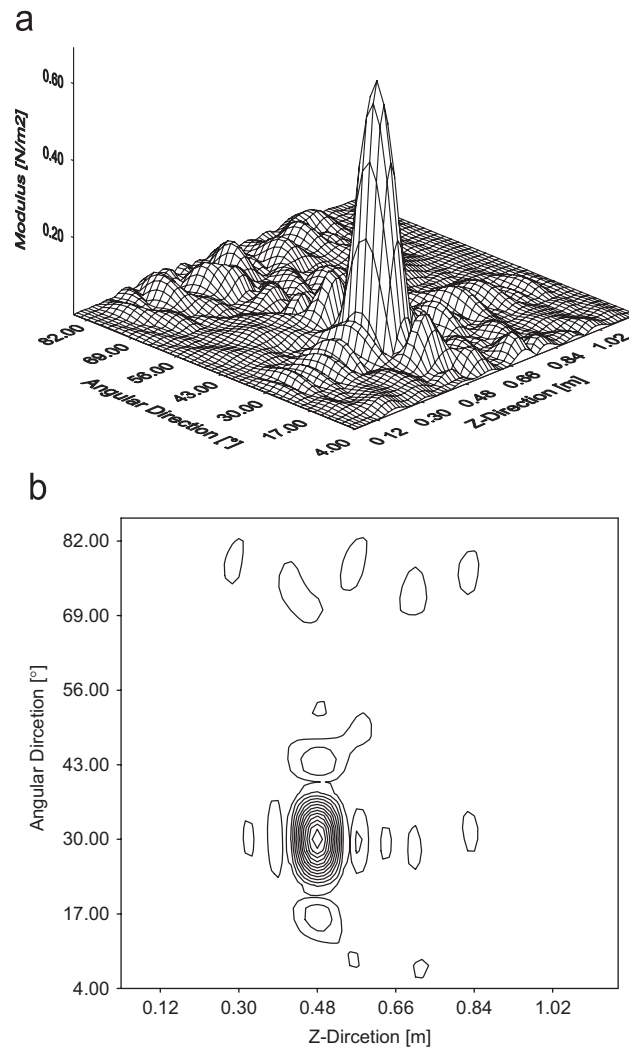 a
Modulus [N/m2]
0.60
0.40
0.20
82.00
69.00
56.00
43.00
30.00
17.00
4.00
Angular Direction [°]
0.12
0.30
0.48
0.66
0.84
1.02
Z-Direction [m]
b
Angular Dircetion [°]
82.00
69.00
56.00
43.00
30.00
17.00
4.00
0.12 0.30 0.48 0.66 0.84 1.02
Z-Dircetion [m]